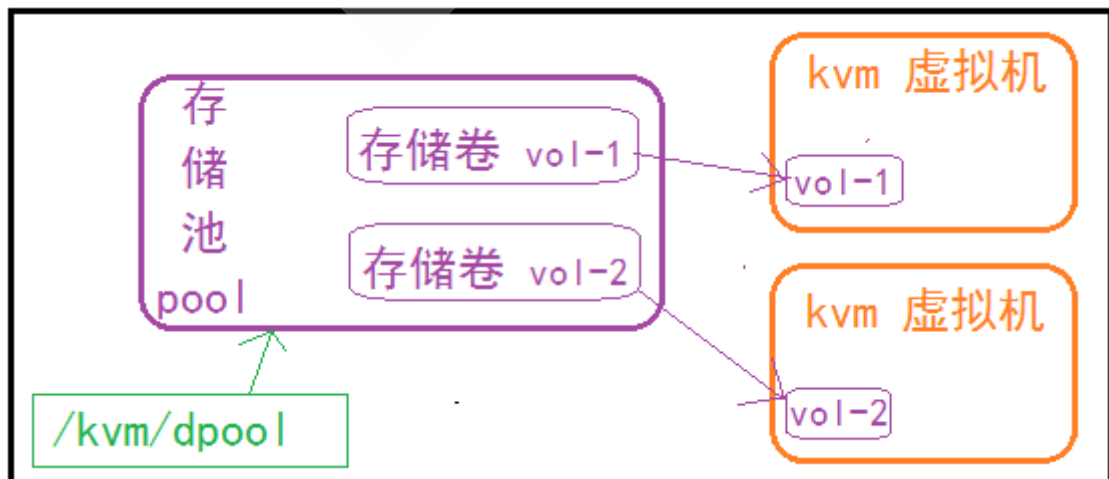 存
储
池
pool
存储卷 vol-1
存储卷 vol-2
/kvm/dpool
kvm 虚拟机
vol-1
kvm 虚拟机
vol-2